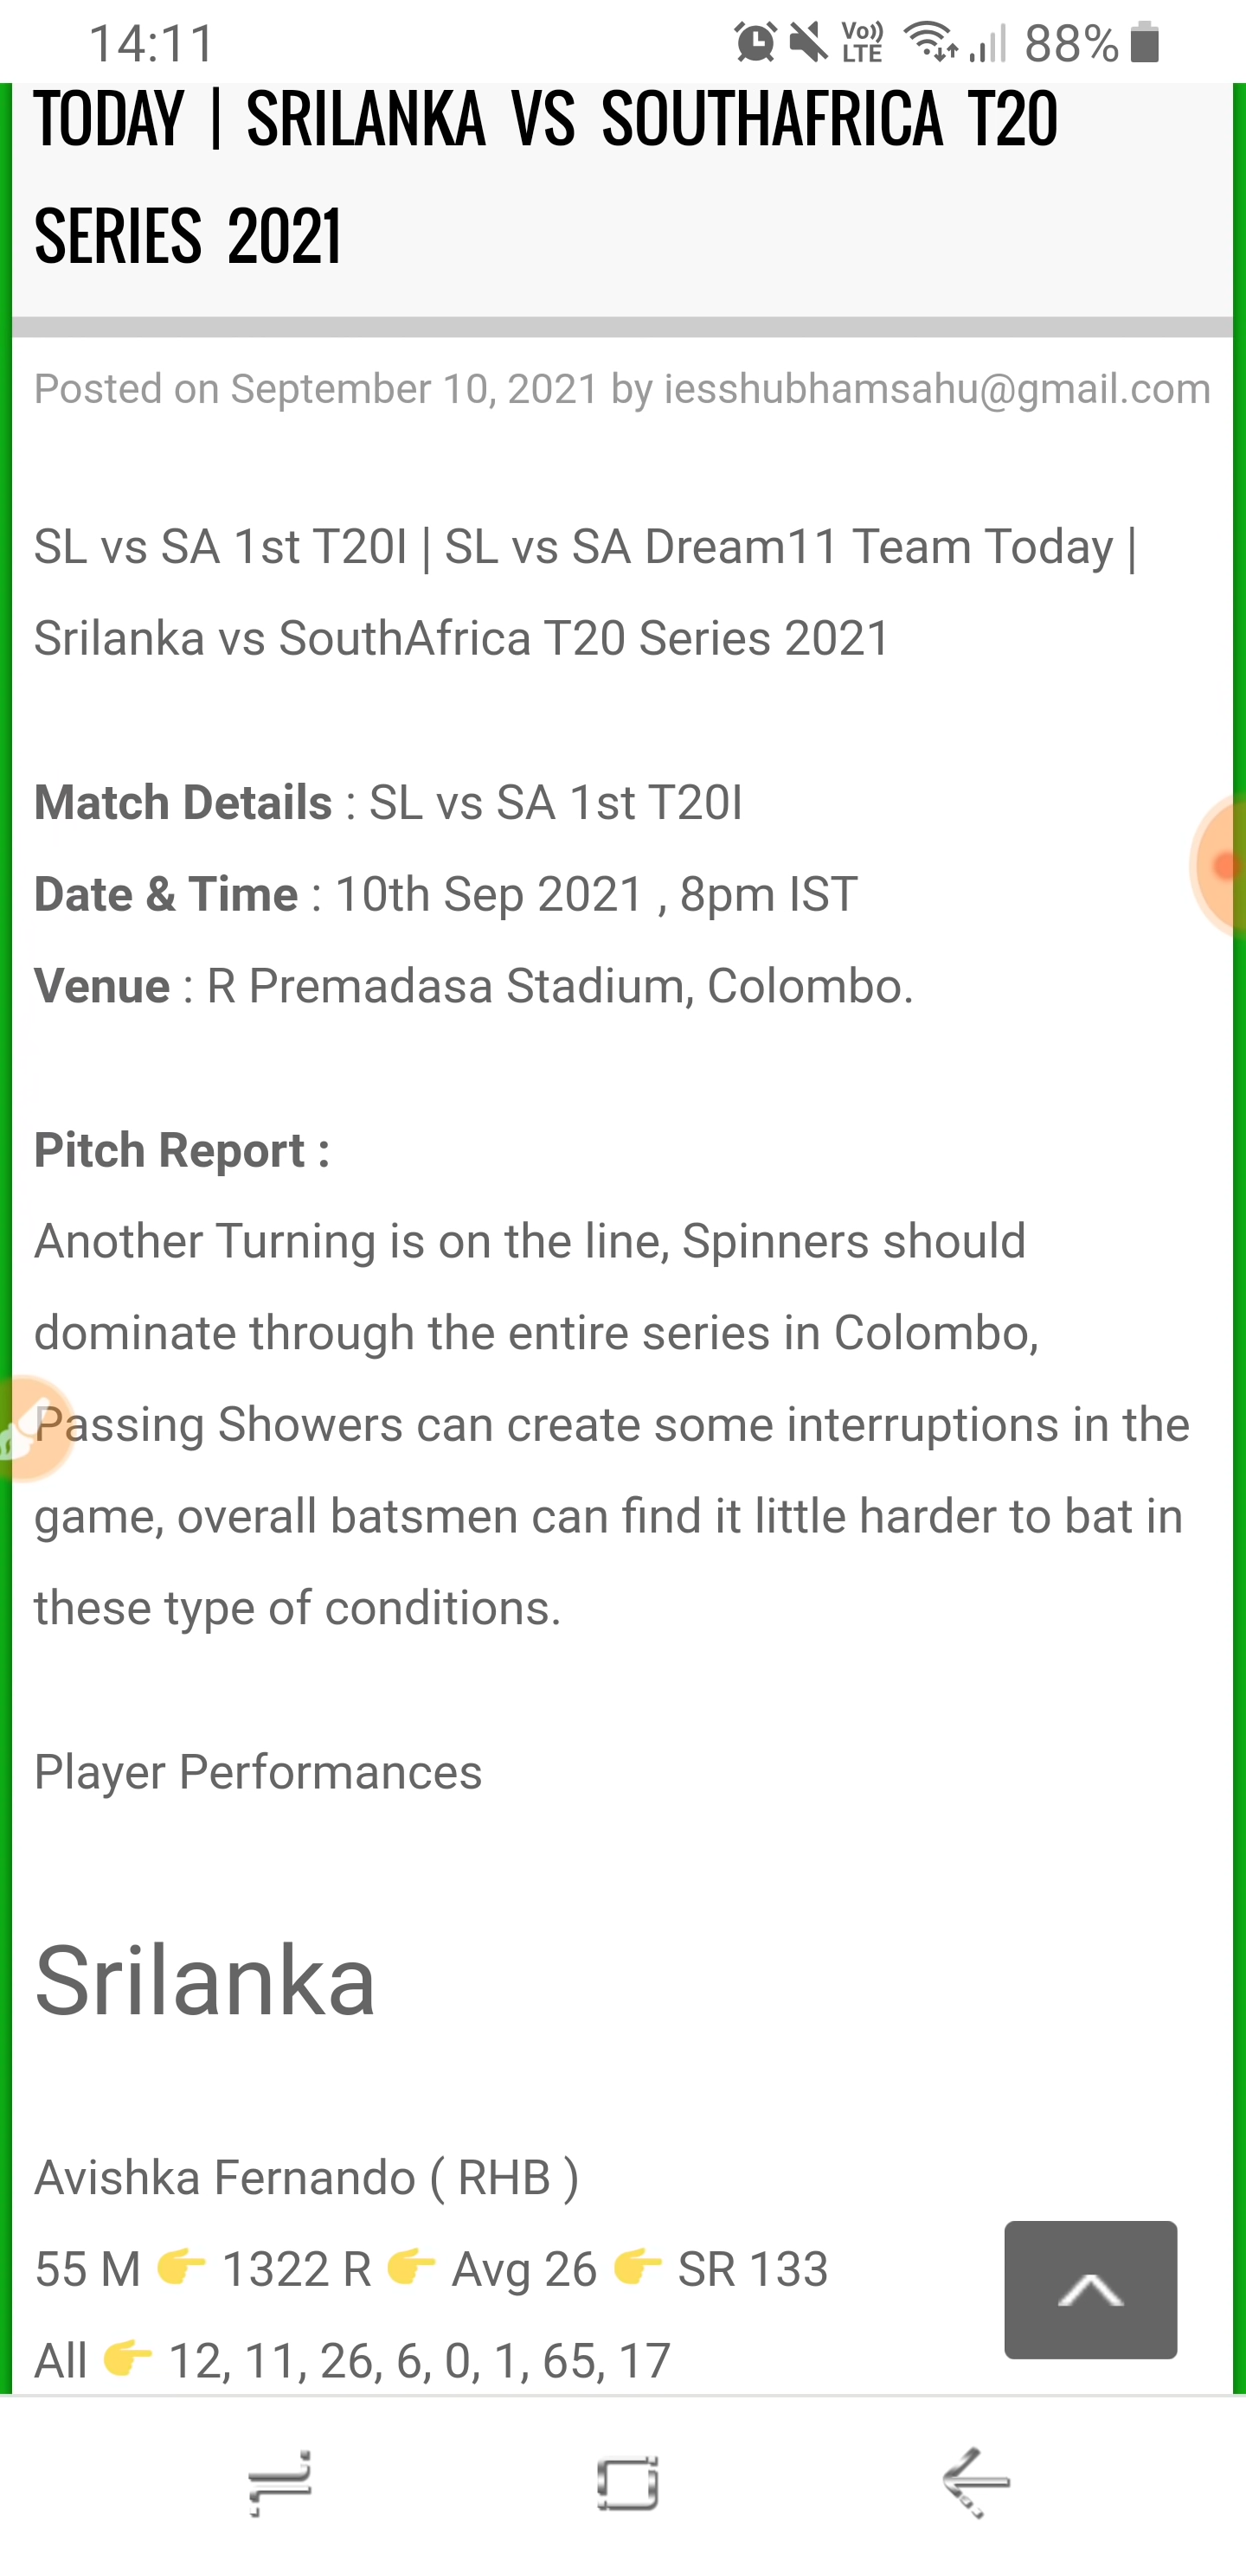 14:11 Vo)) LTE 88%
TODAY | SRILANKA VS SOUTHAFRICA T20
SERIES 2021
Posted on September 10, 2021 by iesshubhamsahu@gmail.com
SL vs SA 1st T20I | SL vs SA Dream11 Team Today |
Srilanka vs SouthAfrica T20 Series 2021
Match Details : SL vs SA 1st T20I
Date & Time : 10th Sep 2021 , 8pm IST
Venue : R Premadasa Stadium, Colombo.
Pitch Report :
Another Turning is on the line, Spinners should
dominate through the entire series in Colombo,
Passing Showers can create some interruptions in the
game, overall batsmen can find it little harder to bat in
these type of conditions.
Player Performances
Srilanka
Avishka Fernando ( RHB )
55 M 👉 1322 R 👉 Avg 26 👉 SR 133
All 👉 12, 11, 26, 6, 0, 1, 65, 17